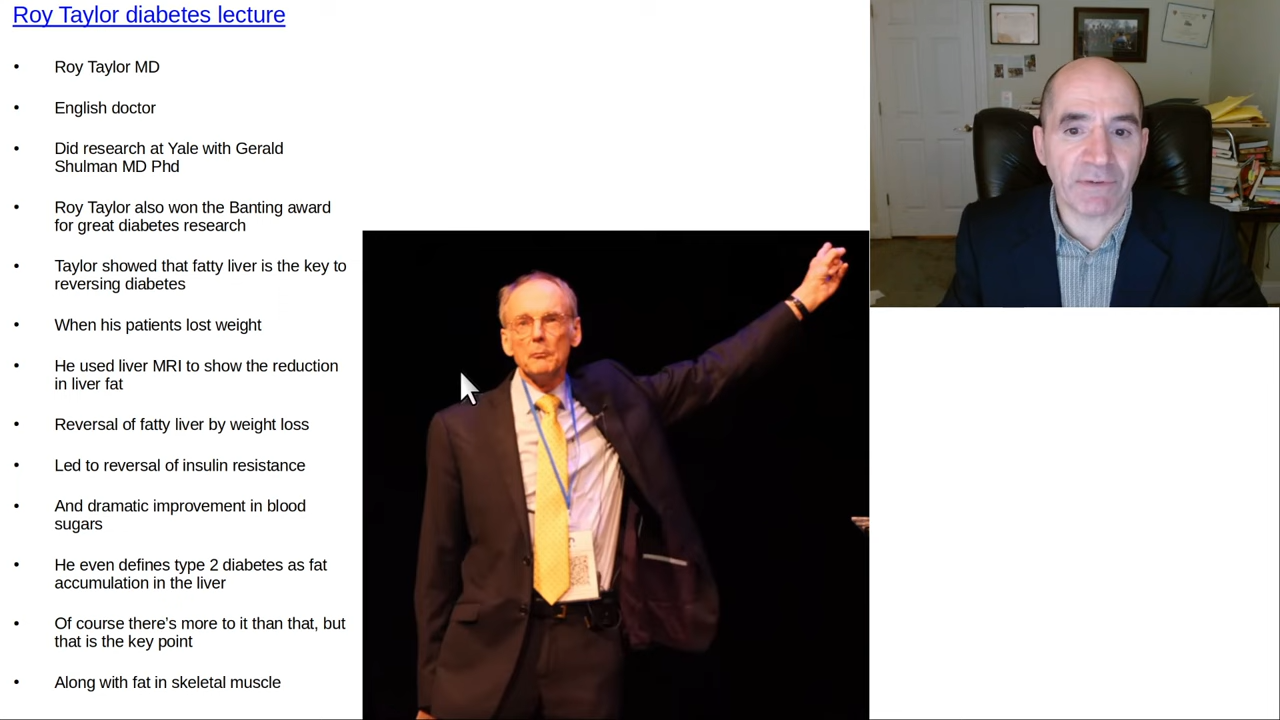 Roy Taylor diabetes lecture
• Roy Taylor MD
• English doctor
• Did research at Yale with Gerald
Shulman MD Phd
• Roy Taylor also won the Banting award
for great diabetes research
• Taylor showed that fatty liver is the key to
reversing diabetes
• When his patients lost weight
• He used liver MRI to show the reduction
in liver fat
• Reversal of fatty liver by weight loss
• Led to reversal of insulin resistance
• And dramatic improvement in blood
sugars
• He even defines type 2 diabetes as fat
accumulation in the liver
• Of course there's more to it than that, but
that is the key point
• Along with fat in skeletal muscle